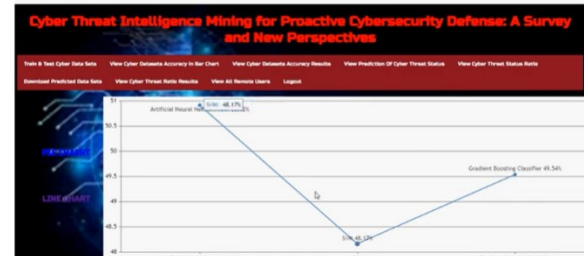 Cyber Threat Intelligence Mining for Proactive Cybersecurity Defense: A Survey
and New Perspectives
Train & Test Cyber Data Sets View Cyber Datasets Accuracy in Bar Chart View Cyber Datasets Accuracy Results View Prediction Of Cyber Threat Status View Cyber Threat Status Ratio
Download Predicted Data Sets View Cyber Threat Ratio Results View All Remote Users Logout
51
SVM: 48.17%
Artificial Neural
50.5
50
Gradient Boosting Classifier 49.54%
49.5
LINE CHART
49
48.5
SVM 48.17%
48